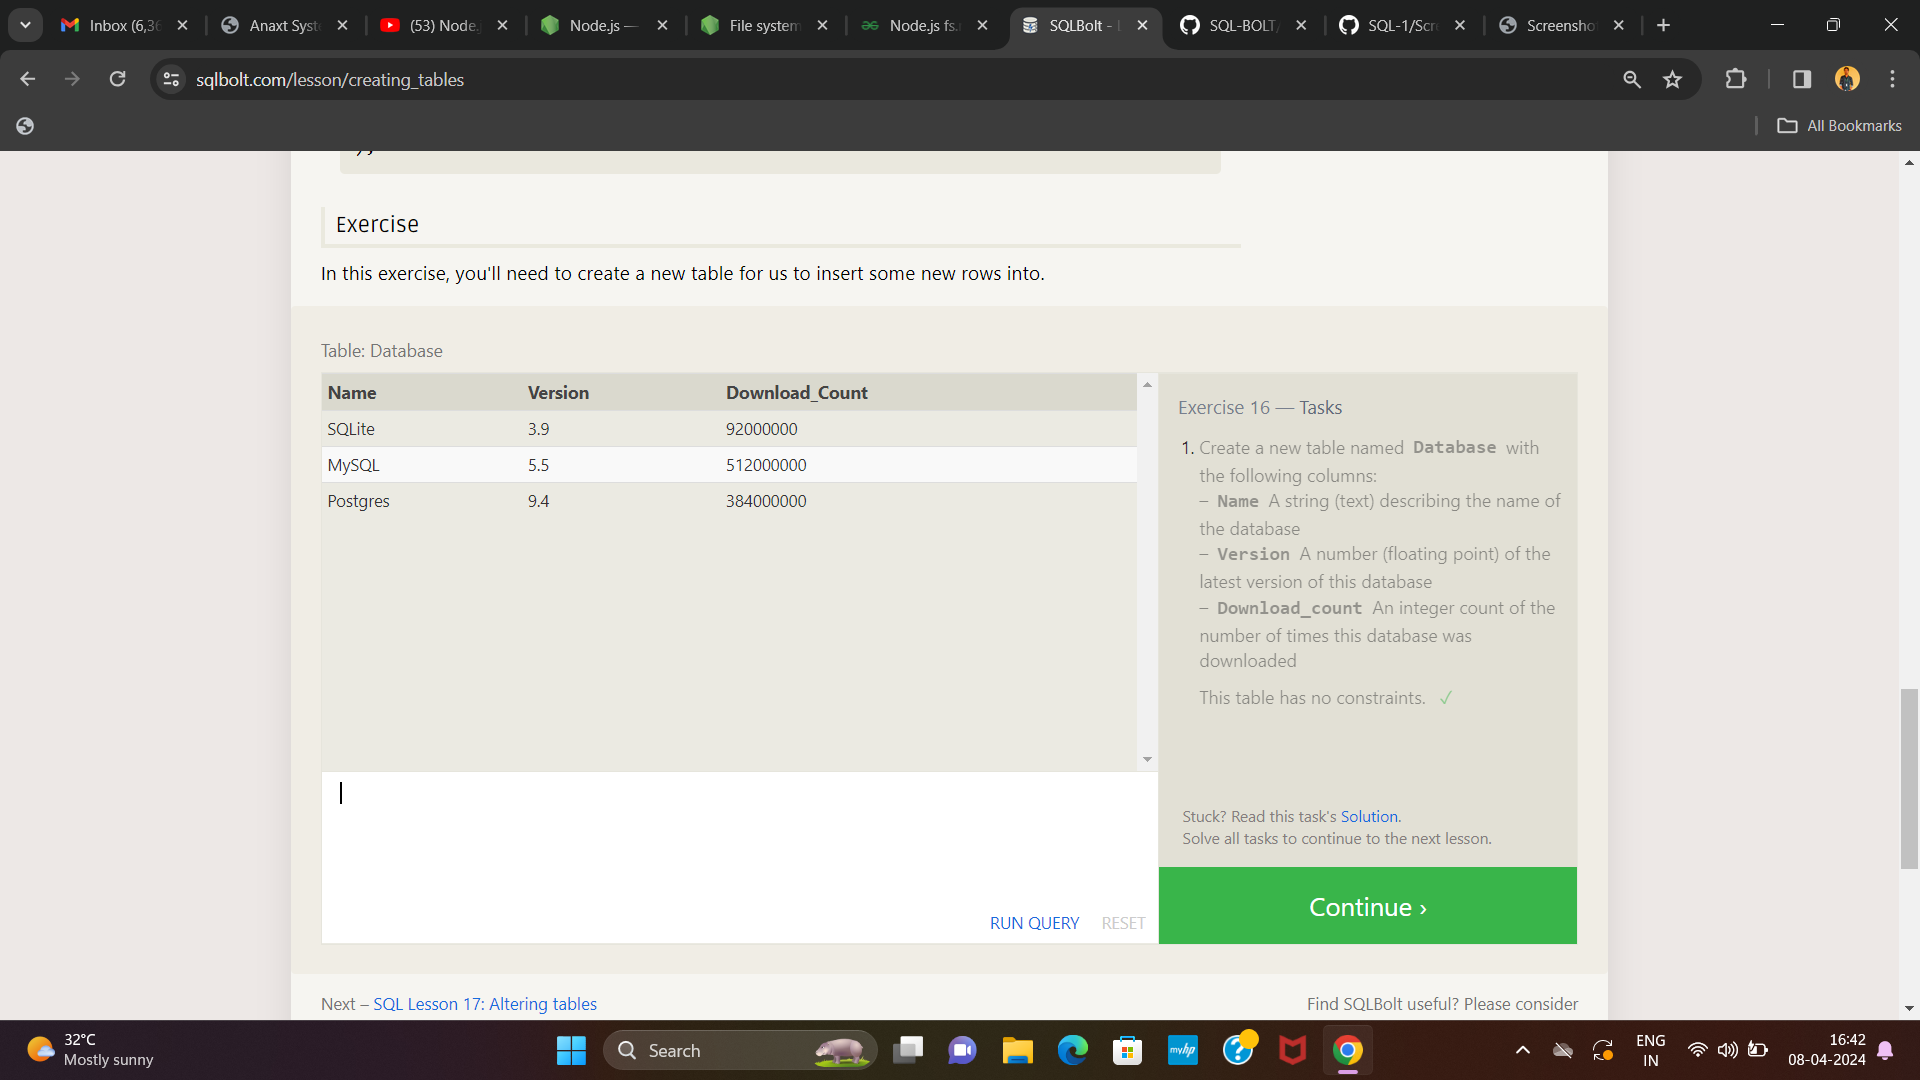 Inbox (6,36
Anaxt Syst
(53) Node.j
Node.js —
File system
Node.js fs.r
SQLBolt - L
SQL-BOLT/
SQL-1/Scre
Screenshot
sqlbolt.com/lesson/creating_tables
All Bookmarks
Exercise
In this exercise, you'll need to create a new table for us to insert some new rows into.
Table: Database
Name Version Download_Count
SQLite 3.9 92000000
MySQL 5.5 512000000
Postgres 9.4 384000000
Exercise 16 — Tasks
1. Create a new table named Database with
the following columns:
– Name A string (text) describing the name of
the database
– Version A number (floating point) of the
latest version of this database
– Download_count An integer count of the
number of times this database was
downloaded
This table has no constraints. ✓
Stuck? Read this task's Solution.
Solve all tasks to continue to the next lesson.
RUN QUERY RESET
Continue ›
Next – SQL Lesson 17: Altering tables
Find SQLBolt useful? Please consider
32°C
Mostly sunny
Search
myhp
ENG
IN
16:42
08-04-2024